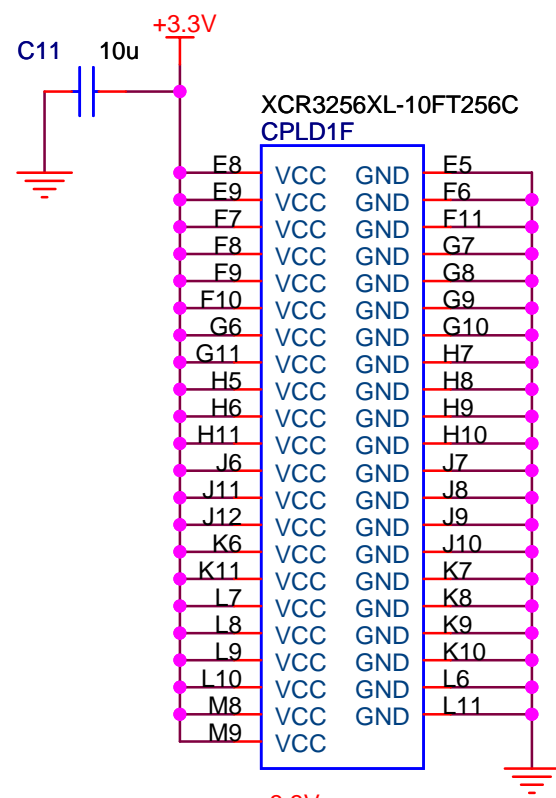 +3.3V
C11 10u
XCR3256XL-10FT256C
CPLD1F
E8 VCC GND E5
E9 VCC GND F6
F7 VCC GND F11
F8 VCC GND G7
F9 VCC GND G8
F10 VCC GND G9
G6 VCC GND G10
G11 VCC GND H7
H5 VCC GND H8
H6 VCC GND H9
H11 VCC GND H10
J6 VCC GND J7
J11 VCC GND J8
J12 VCC GND J9
K6 VCC GND J10
K11 VCC GND K7
L7 VCC GND K8
L8 VCC GND K9
L9 VCC GND K10
L10 VCC GND L6
M8 VCC GND L11
M9 VCC